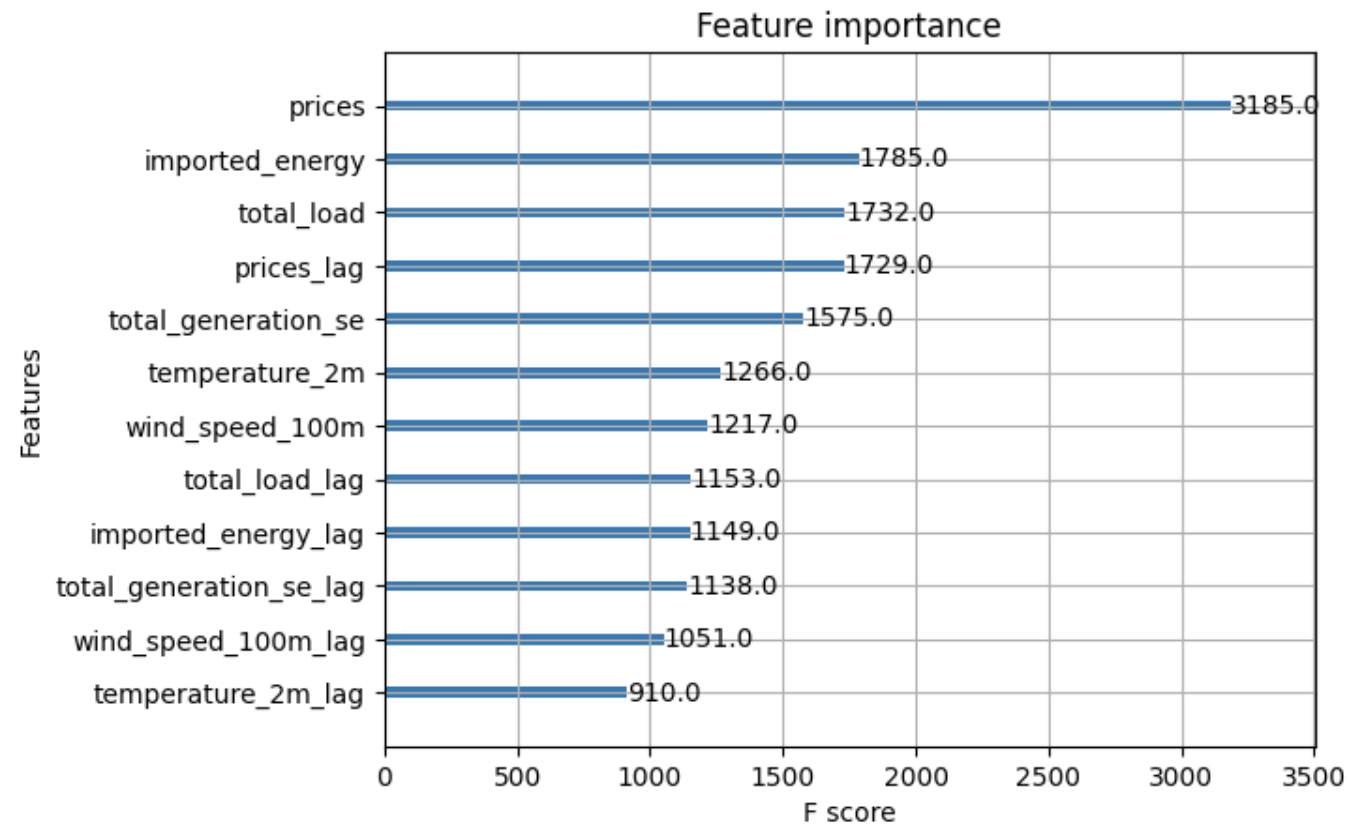 Feature importance
Features
prices 3185.0
imported_energy 1785.0
total_load 1732.0
prices_lag 1729.0
total_generation_se 1575.0
temperature_2m 1266.0
wind_speed_100m 1217.0
total_load_lag 1153.0
imported_energy_lag 1149.0
total_generation_se_lag 1138.0
wind_speed_100m_lag 1051.0
temperature_2m_lag 910.0
0 500 1000 1500 2000 2500 3000 3500
F score